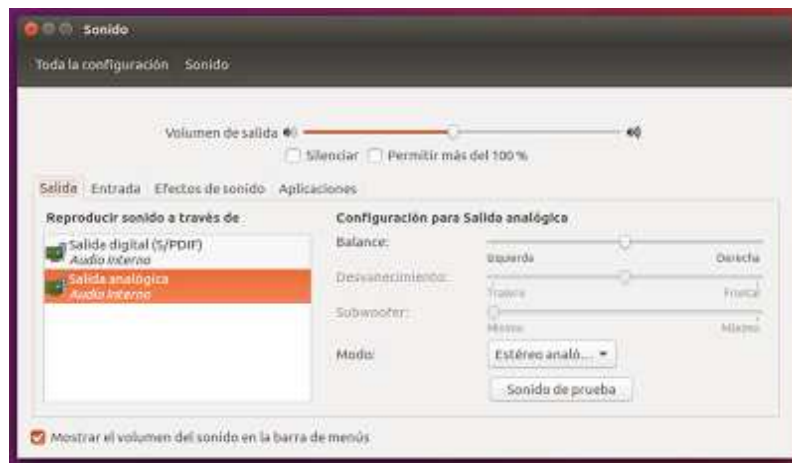 Sonido
Toda la configuración Sonido
Volumen de salida
Silenciar Permitir más del 100 %
Salida Entrada Efectos de sonido Aplicaciones
Reproducir sonido a través de
Configuración para Salida analógica
Salida digital (S/PDIF)
Audio Interno
Salida analógica
Audio Interno
Balance:
Izquierda Derecha
Desvanecimiento:
Trasera Frontal
Subwoofer:
Mínimo Máximo
Modo:
Estéreo analó...
Sonido de prueba
Mostrar el volumen del sonido en la barra de menús